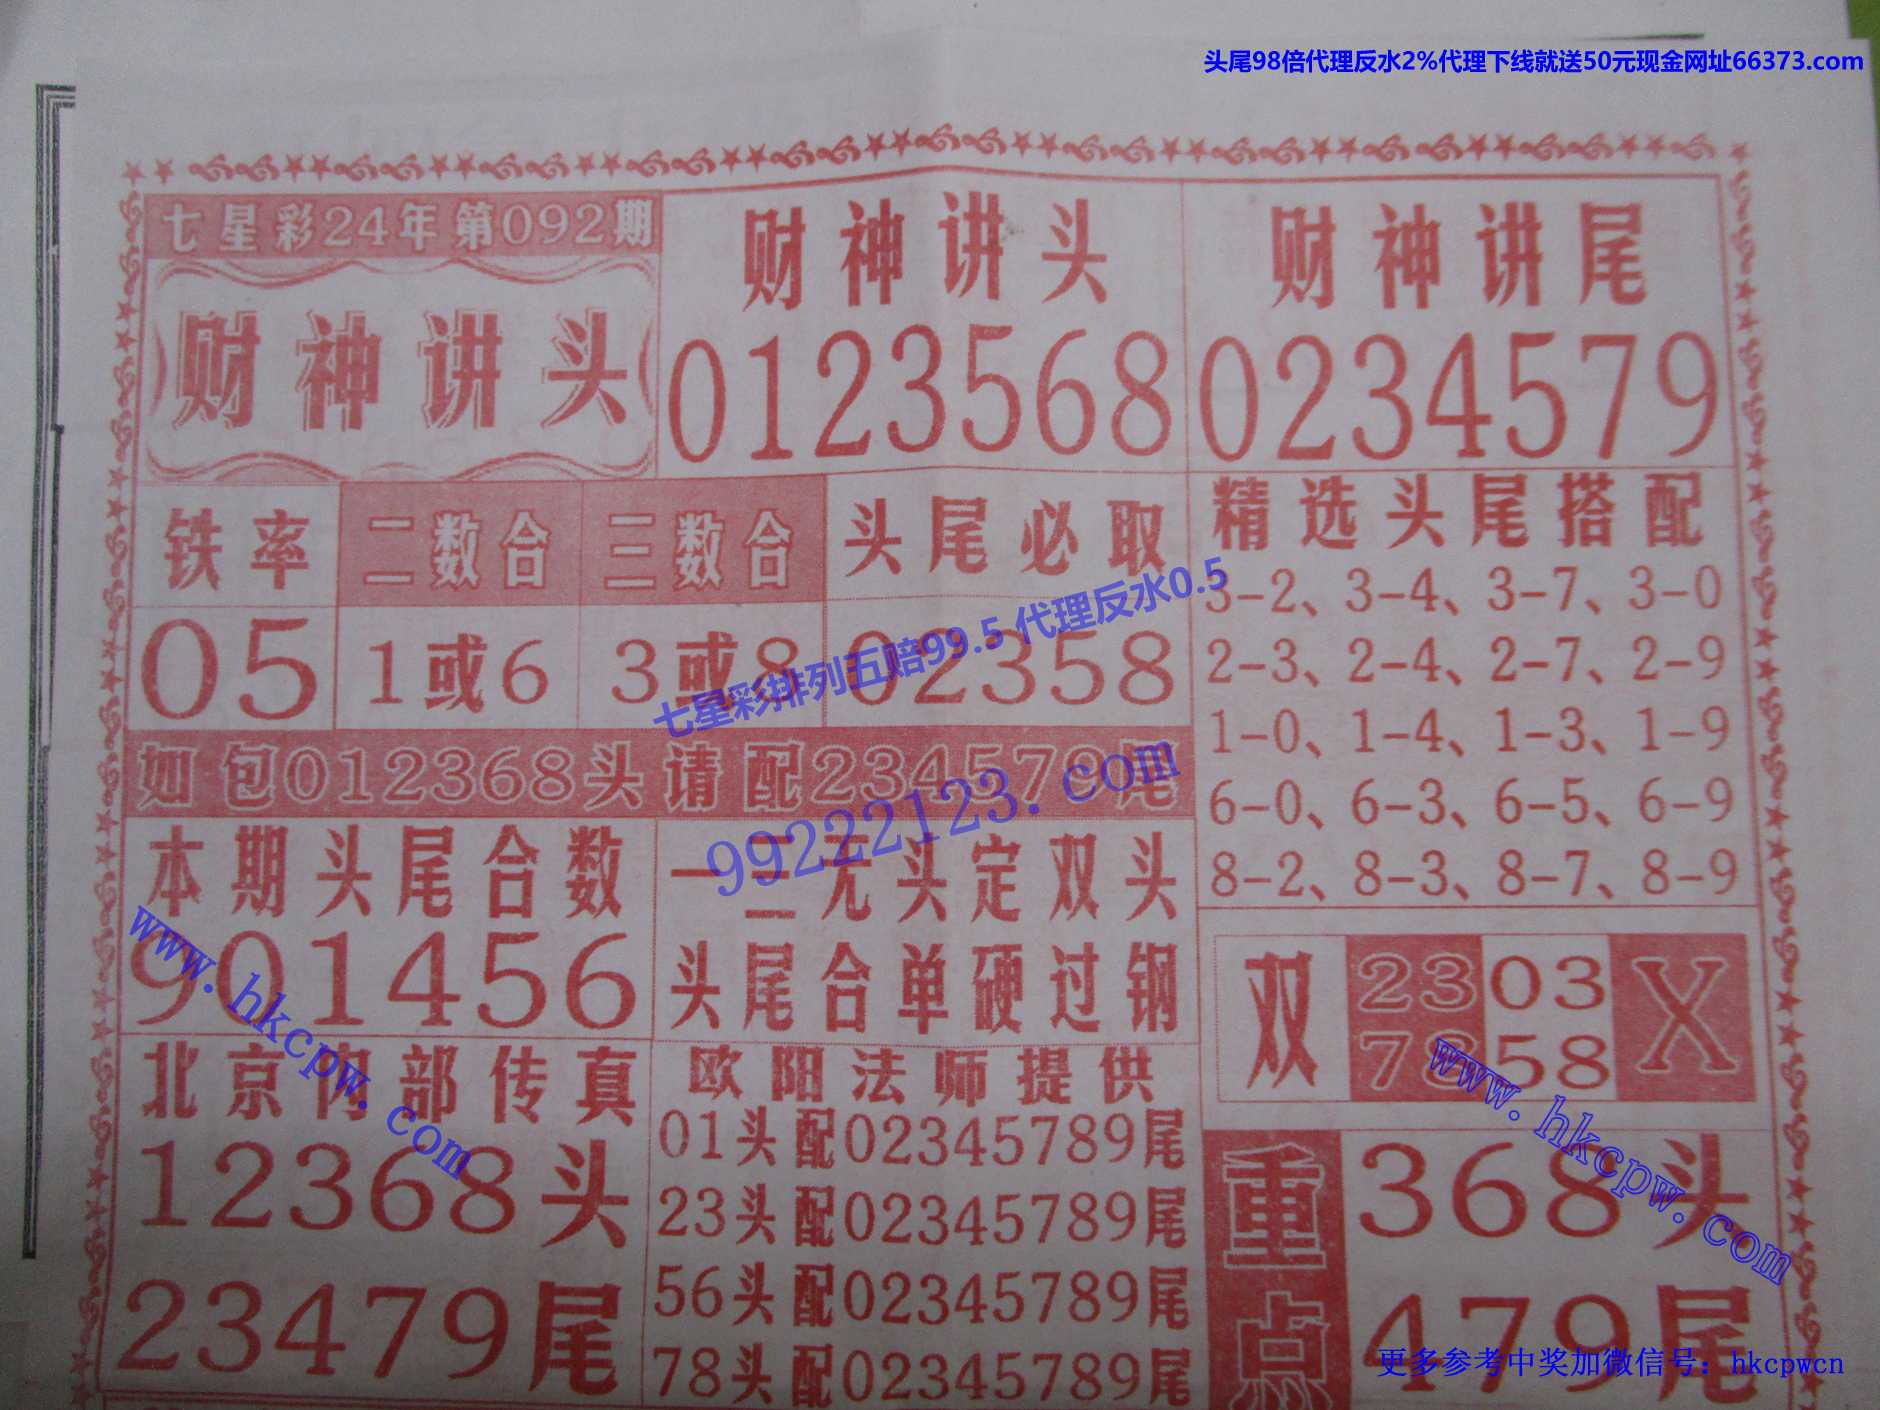 头尾98倍代理反水2%代理下线就送50元现金网址66373.com
七星彩24年第092期
财神讲头
财神讲头
0123568
财神讲尾
0234579
铁率
05
二数合
1或6
三数合
3或8
头尾必取
02358
精选头尾搭配
3-2、3-4、3-7、3-0
2-3、2-4、2-7、2-9
1-0、1-4、1-3、1-9
6-0、6-3、6-5、6-9
8-2、8-3、8-7、8-9
七星彩排列五赔99.5 代理反水0.5
99222123.com
如包012368头请配234579尾
本期头尾合数
901456
一二无头定双头
头尾合单硬过钢
双
23
78
03
58
X
www.hkcpw.com
www.hkcpw.com
北京内部传真
12368头
23479尾
欧阳法师提供
01头配02345789尾
23头配02345789尾
56头配02345789尾
78头配02345789尾
重点
368头
479尾
更多参考中奖加微信号：hkcpwcn